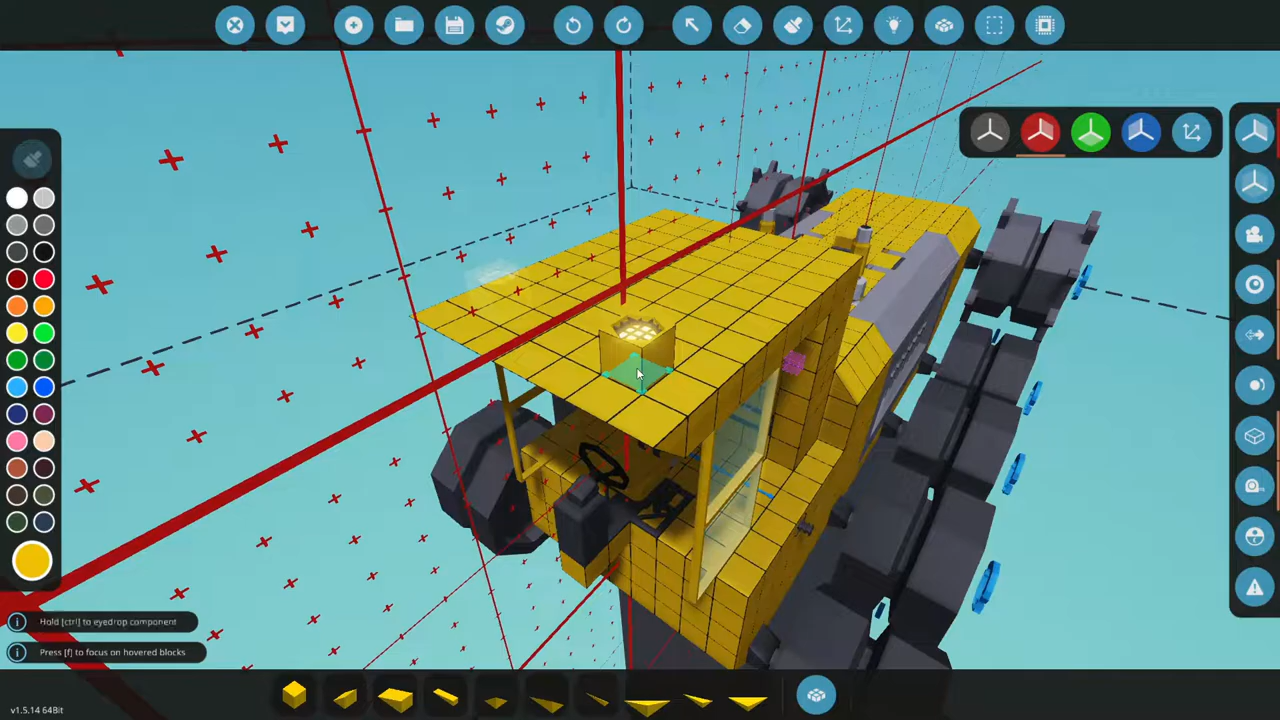 Hold [ctrl] to eyedrop component
Press [f] to focus on hovered blocks
v1.5.14 64Bit